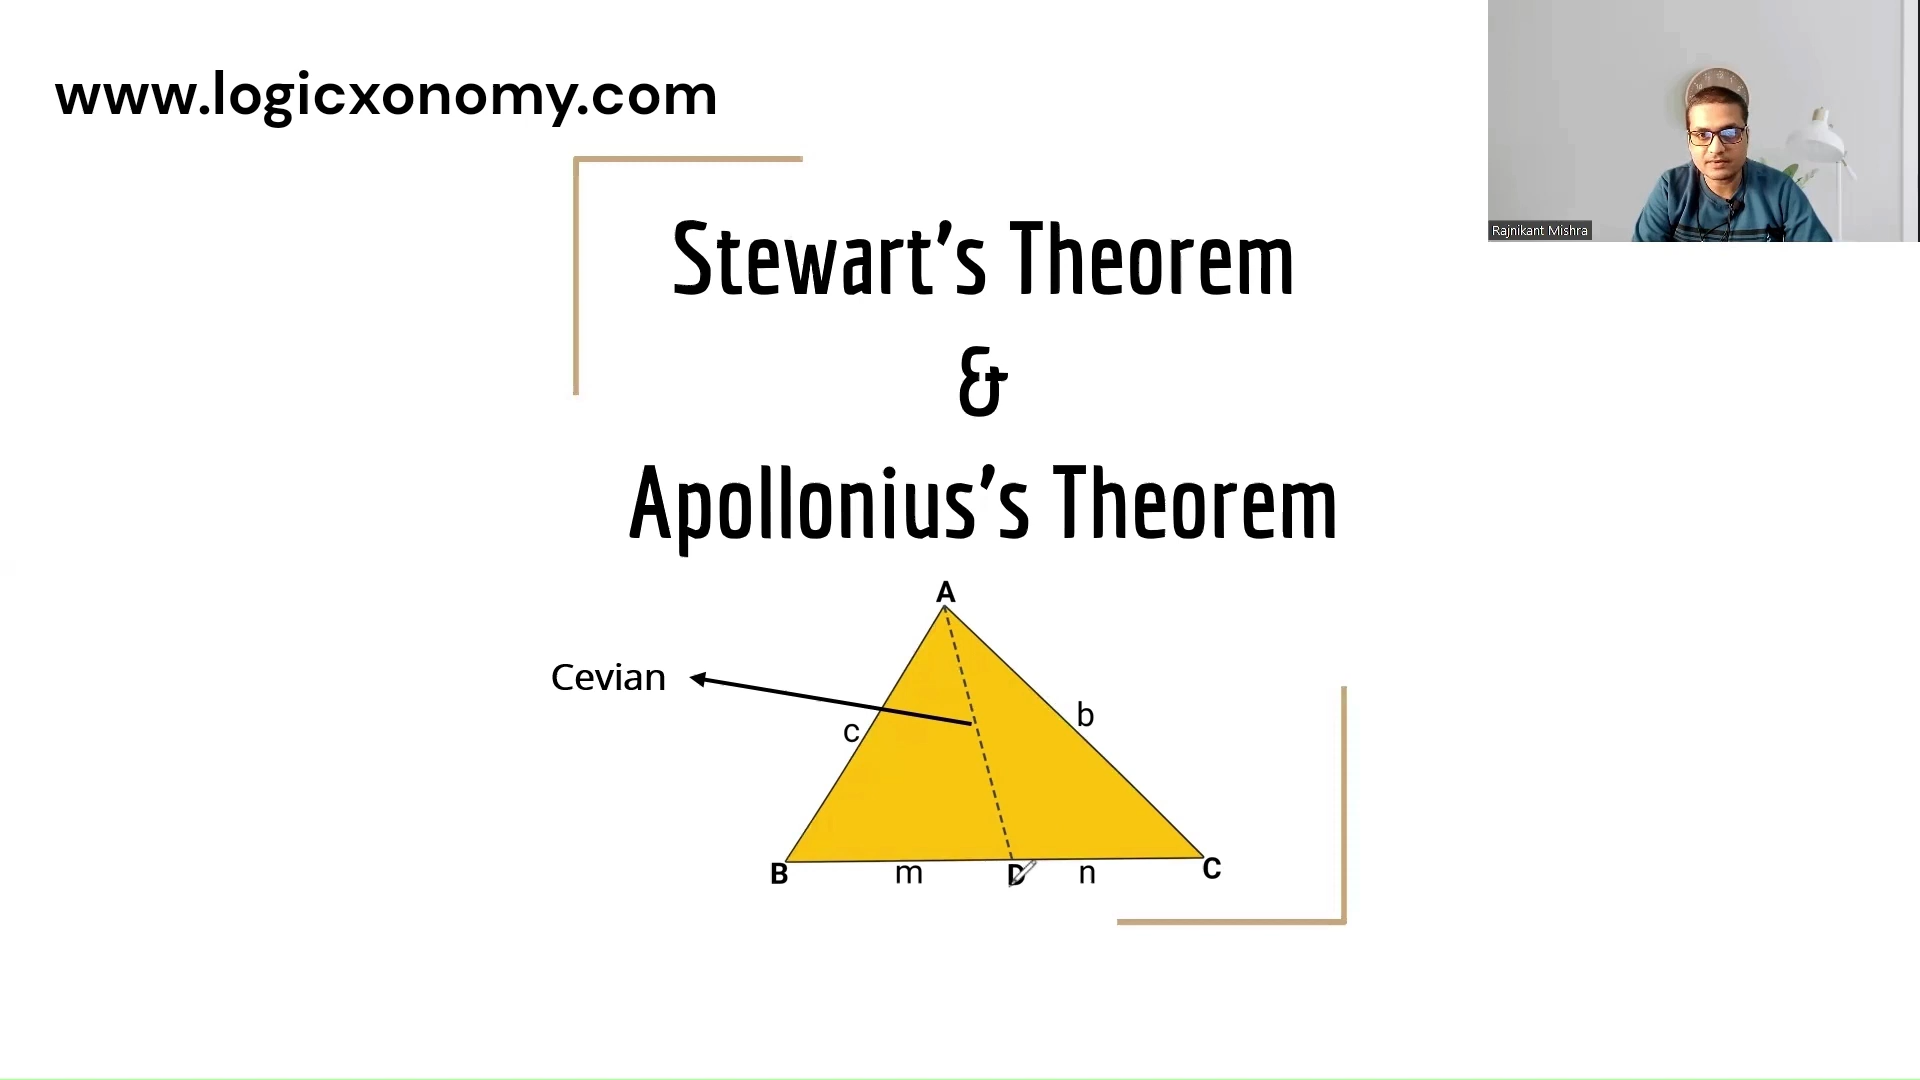 www.logicxonomy.com
Rajnikant Mishra
Stewart's Theorem
&
Apollonius's Theorem
A
Cevian
c
b
B
m
D
n
C